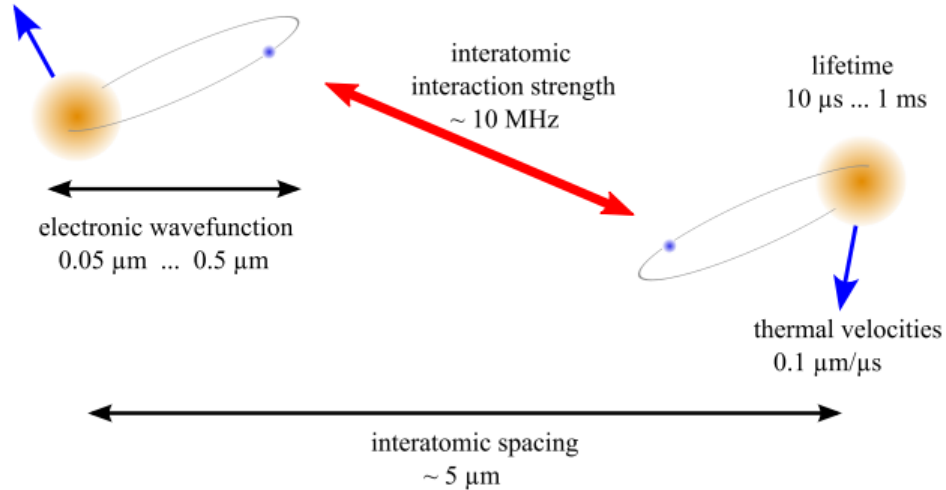 interatomic
interaction strength
~ 10 MHz
lifetime
10 µs ... 1 ms
electronic wavefunction
0.05 µm ... 0.5 µm
thermal velocities
0.1 µm/µs
interatomic spacing
~ 5 µm